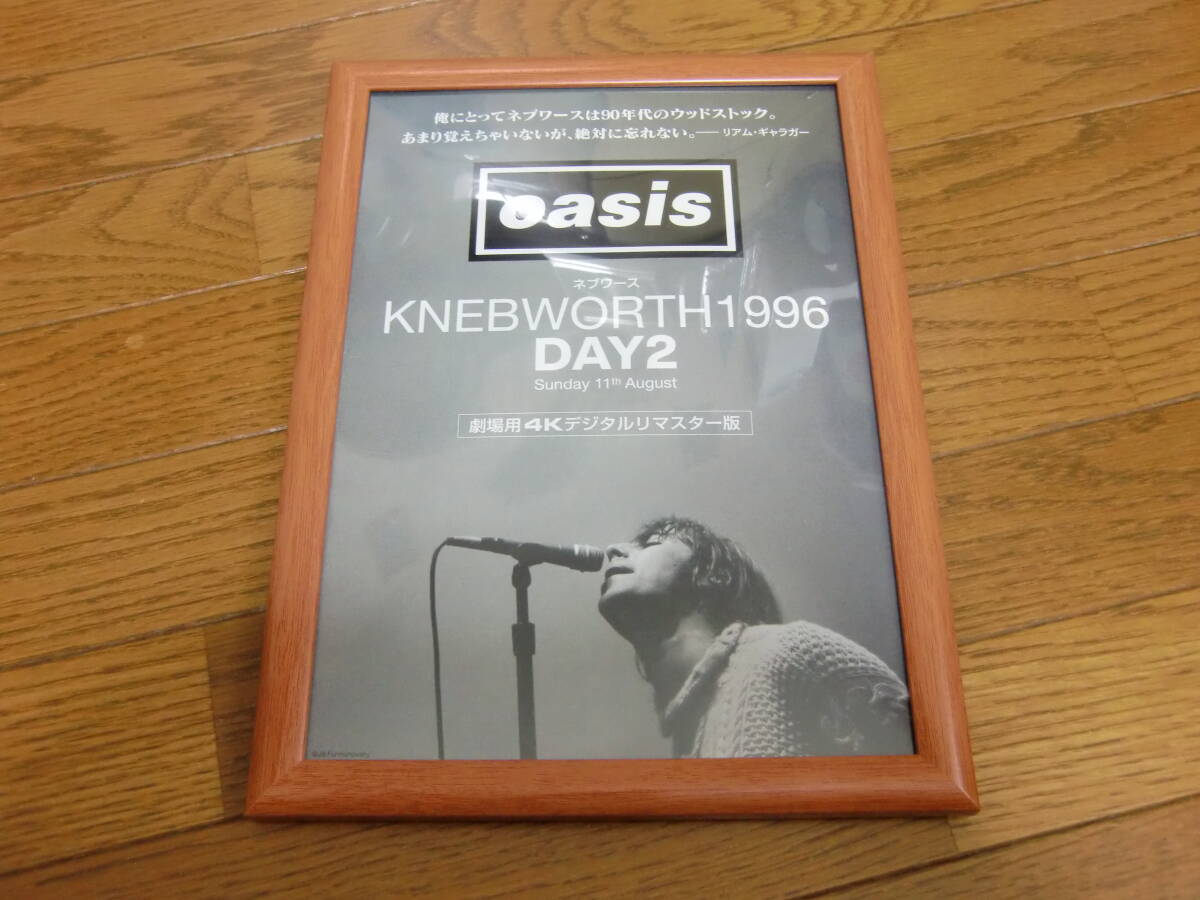 俺にとってネブワースは90年代のウッドストック。
あまり覚えちゃいないが、絶対に忘れない。── リアム・ギャラガー
oasis
ネブワース
KNEBWORTH1996
DAY2
Sunday 11th August
劇場用4Kデジタルリマスター版